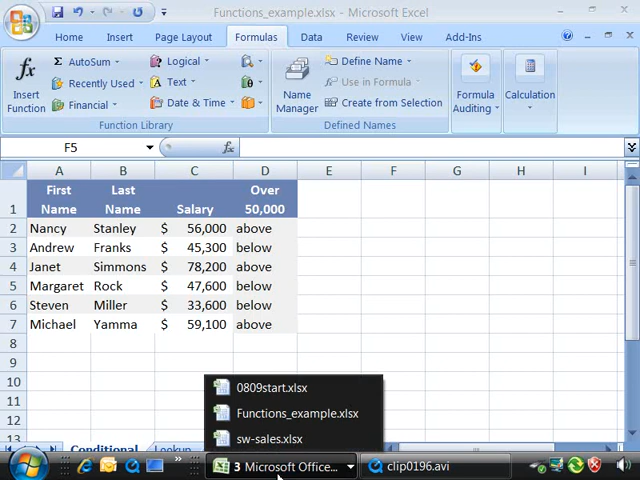 Functions_example.xlsx - Microsoft Excel
Home Insert Page Layout Formulas Data Review View Add-Ins
Insert Function
Σ AutoSum
Recently Used
Financial
Logical
Text
Date & Time
Function Library
Name Manager
Define Name
Use in Formula
Create from Selection
Defined Names
Formula Auditing
Calculation
F5 fx
A B C D E F G H I
1 First Name Last Name Salary Over 50,000
2 Nancy Stanley $ 56,000 above
3 Andrew Franks $ 45,300 below
4 Janet Simmons $ 78,200 above
5 Margaret Rock $ 47,600 below
6 Steven Miller $ 33,600 below
7 Michael Yamma $ 59,100 above
8
9
10
11
12
13
0809start.xlsx
Functions_example.xlsx
sw-sales.xlsx
Conditional Lookup
3 Microsoft Office...
clip0196.avi